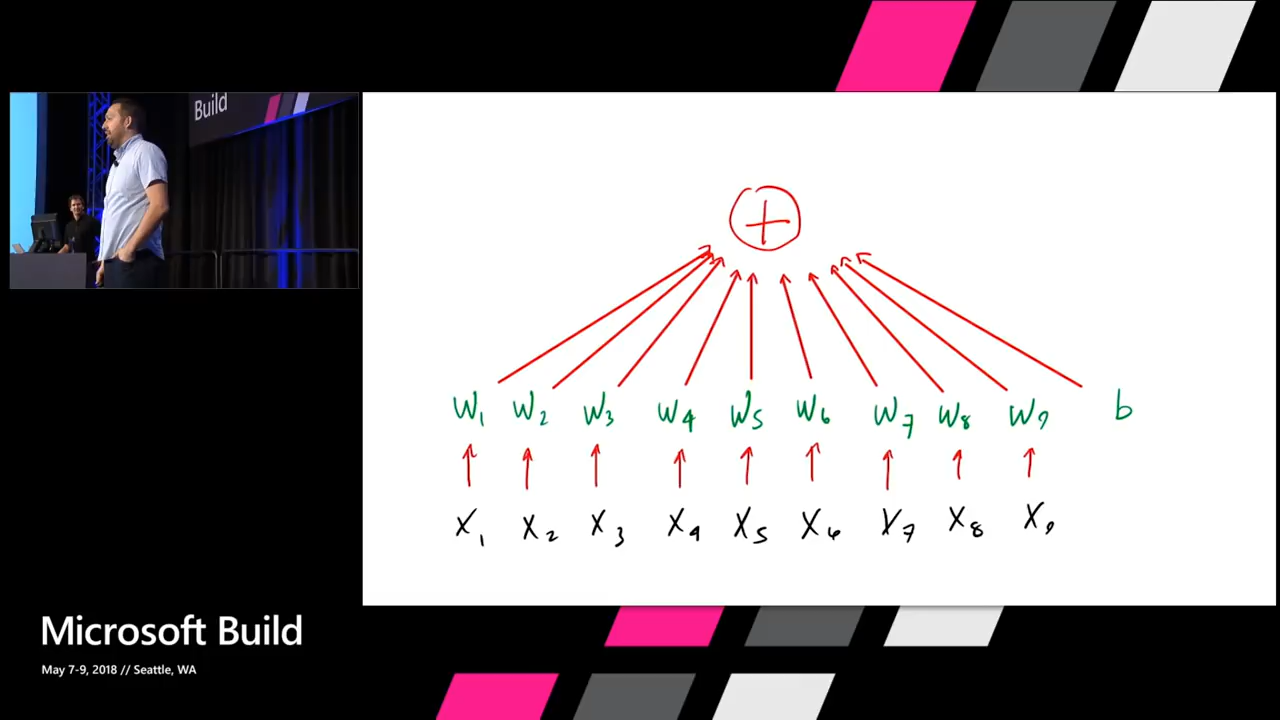 Build
+
W1 W2 W3 W4 W5 W6 W7 W8 W9 b
X1 X2 X3 X4 X5 X6 X7 X8 X9
Microsoft Build
May 7-9, 2018 // Seattle, WA